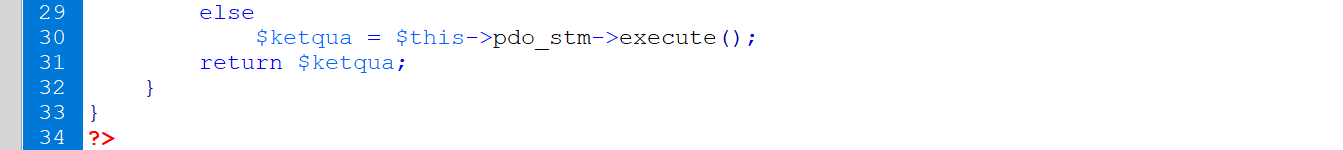 29 else
30 $ketqua = $this->pdo_stm->execute();
31 return $ketqua;
32 }
33 }
34 ?>